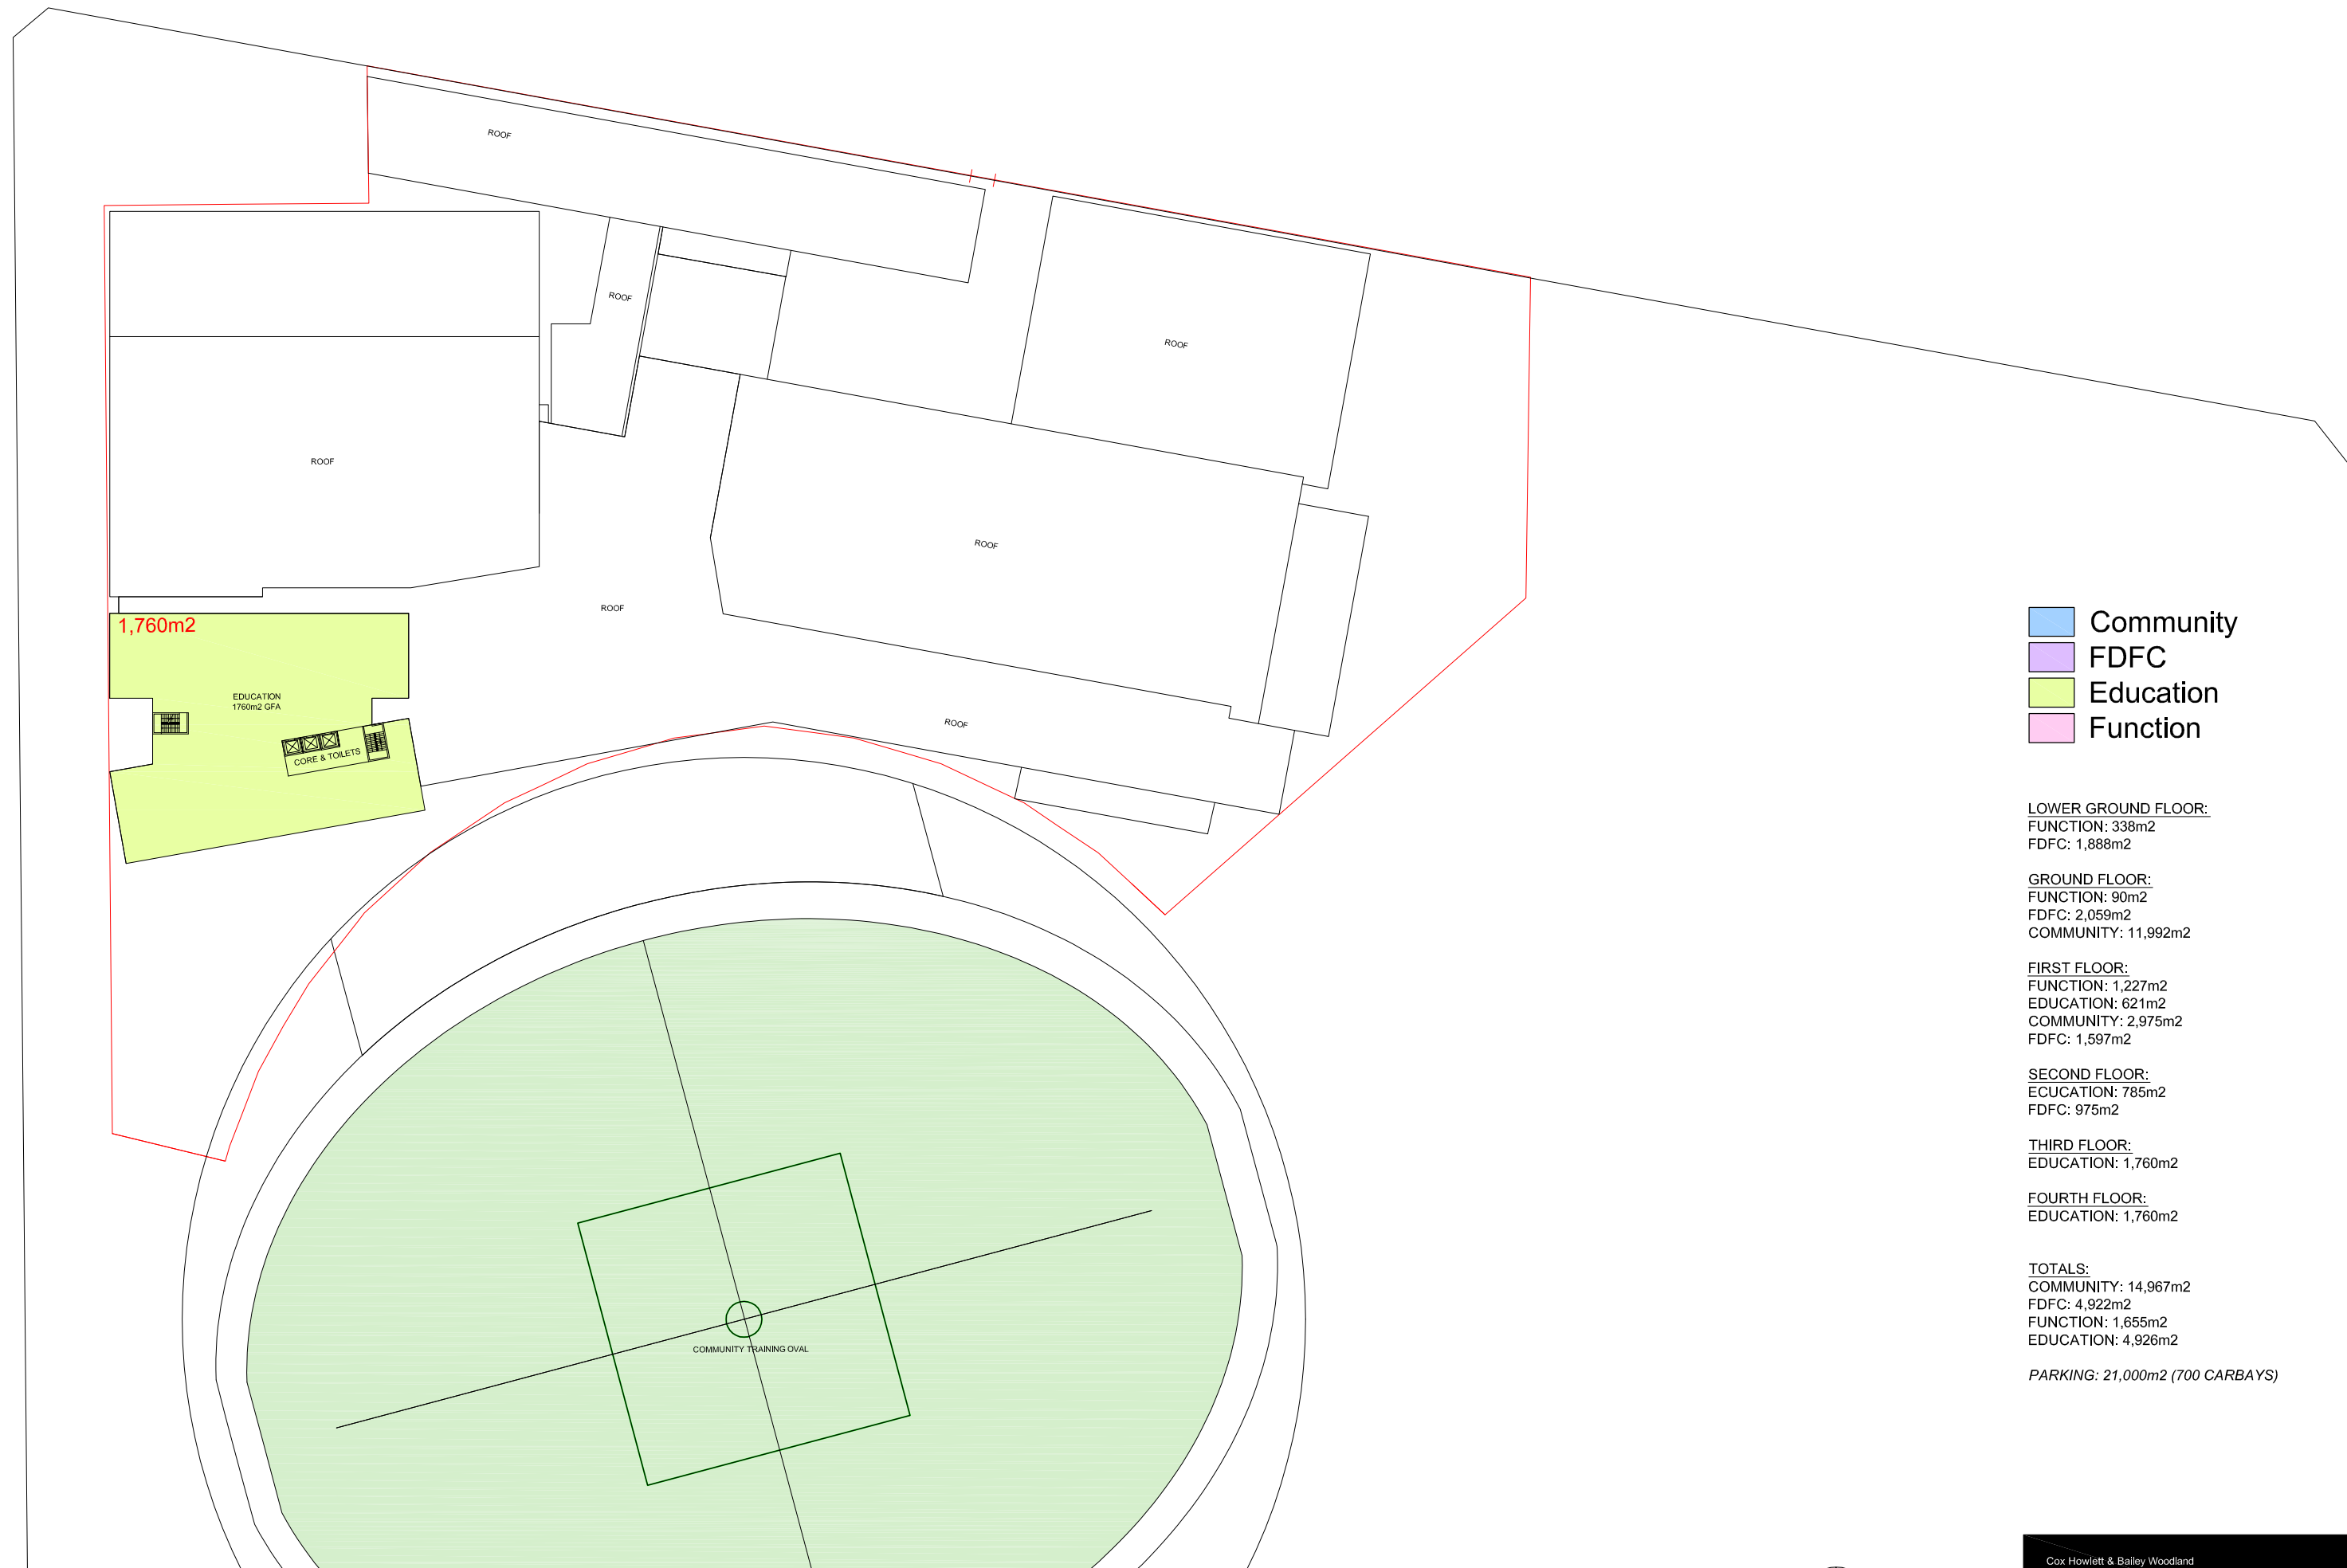 ROOF
ROOF
ROOF
ROOF
ROOF
ROOF
1,760m2
EDUCATION
1760m2 GFA
CORE & TOILETS
ROOF
COMMUNITY TRAINING OVAL
Community
FDFC
Education
Function
LOWER GROUND FLOOR:
FUNCTION: 338m2
FDFC: 1,888m2
GROUND FLOOR:
FUNCTION: 90m2
FDFC: 2,059m2
COMMUNITY: 11,992m2
FIRST FLOOR:
FUNCTION: 1,227m2
EDUCATION: 621m2
COMMUNITY: 2,975m2
FDFC: 1,597m2
SECOND FLOOR:
ECUCATION: 785m2
FDFC: 975m2
THIRD FLOOR:
EDUCATION: 1,760m2
FOURTH FLOOR:
EDUCATION: 1,760m2
TOTALS:
COMMUNITY: 14,967m2
FDFC: 4,922m2
FUNCTION: 1,655m2
EDUCATION: 4,926m2
PARKING: 21,000m2 (700 CARBAYS)
Cox Howlett & Bailey Woodland